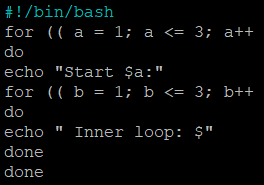 #!/bin/bash
for (( a = 1; a <= 3; a++
do
echo "Start $a:"
for (( b = 1; b <= 3; b++
do
echo " Inner loop: $"
done
done